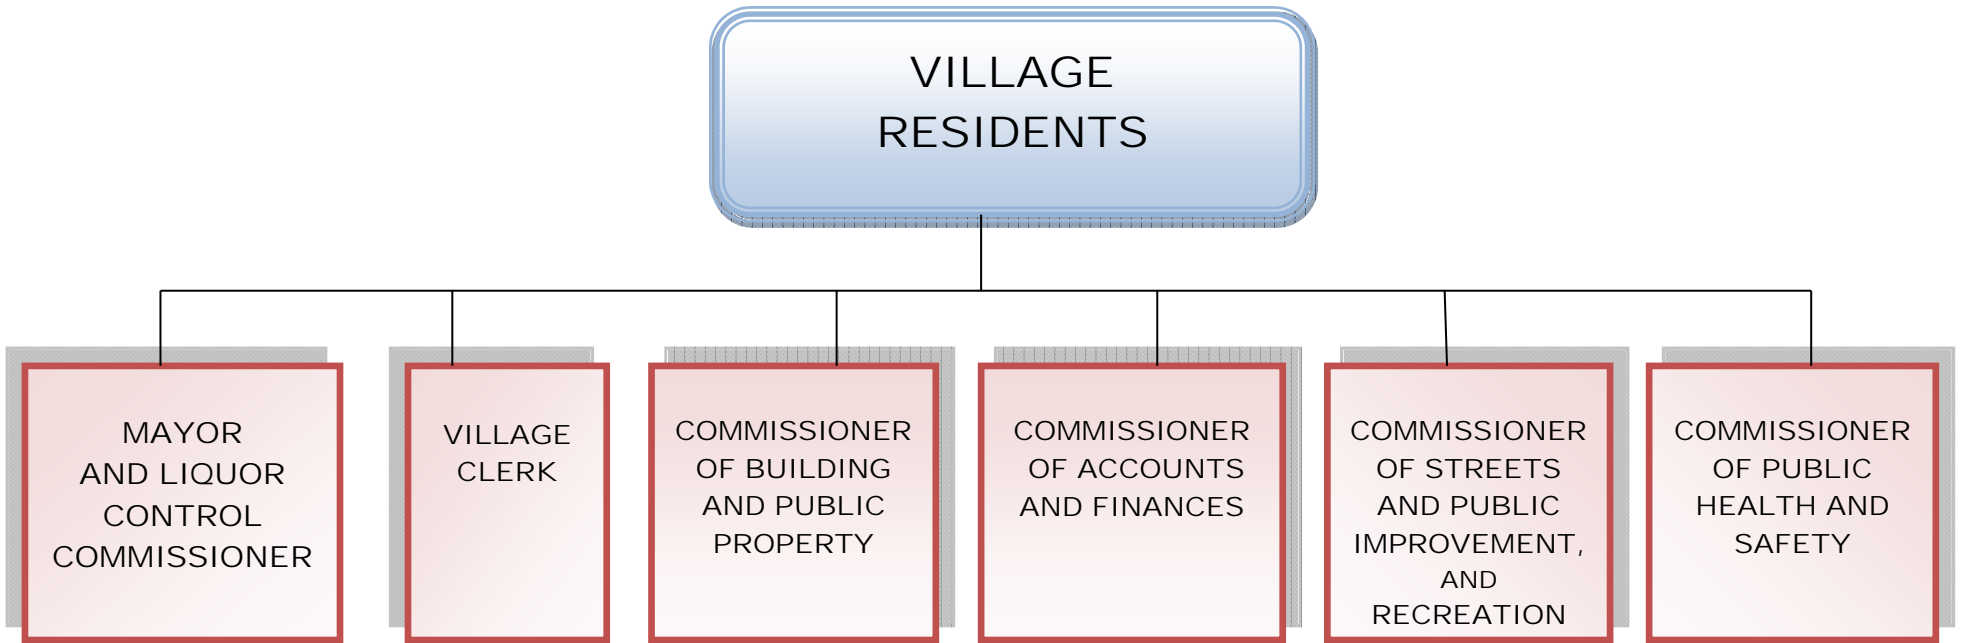 VILLAGE
RESIDENTS
MAYOR
AND LIQUOR
CONTROL
COMMISSIONER
VILLAGE
CLERK
COMMISSIONER
OF BUILDING
AND PUBLIC
PROPERTY
COMMISSIONER
OF ACCOUNTS
AND FINANCES
COMMISSIONER
OF STREETS
AND PUBLIC
IMPROVEMENT,
AND
RECREATION
COMMISSIONER
OF PUBLIC
HEALTH AND
SAFETY